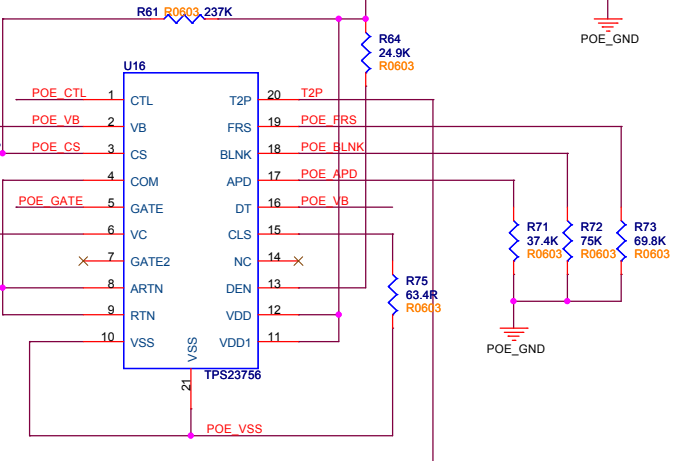 R61 R0603 237K
POE_GND
R64
24.9K
R0603
U16
POE_CTL 1 CTL T2P 20 T2P
POE_VB 2 VB FRS 19 POE_FRS
POE_CS 3 CS BLNK 18 POE_BLNK
4 COM APD 17 POE_APD
POE_GATE 5 GATE DT 16 POE_VB
6 VC CLS 15
7 GATE2 NC 14
8 ARTN DEN 13
9 RTN VDD 12
10 VSS VDD1 11
VSS
21
TPS23756
POE_VSS
R75
63.4R
R0603
R71
37.4K
R0603
R72
75K
R0603
R73
69.8K
R0603
POE_GND